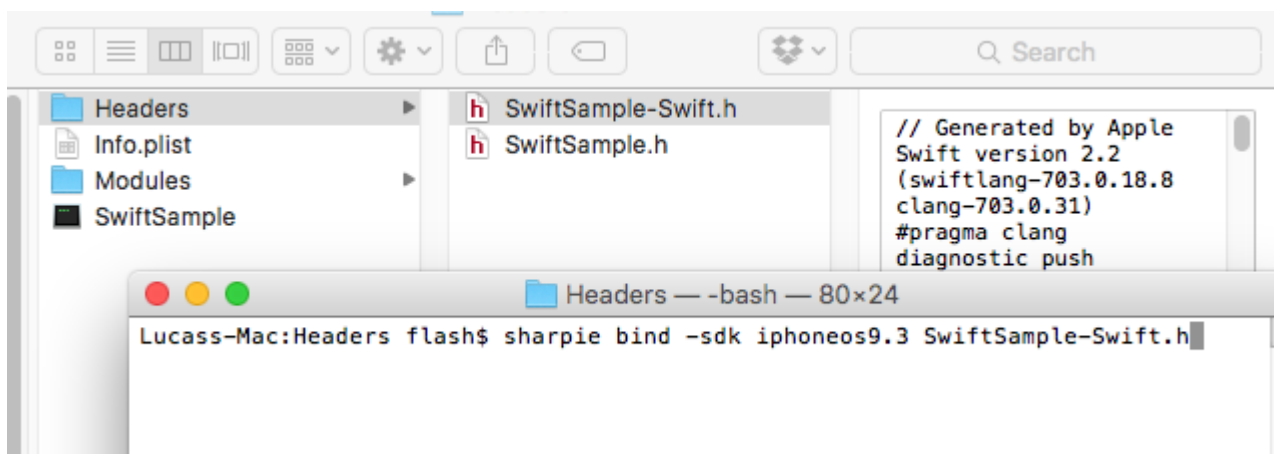 Search
Headers
Info.plist
Modules
SwiftSample
h SwiftSample-Swift.h
h SwiftSample.h
// Generated by Apple
Swift version 2.2
(swiftlang-703.0.18.8
clang-703.0.31)
#pragma clang
diagnostic push
Headers — -bash — 80×24
Lucass-Mac:Headers flash$ sharpie bind -sdk iphoneos9.3 SwiftSample-Swift.h